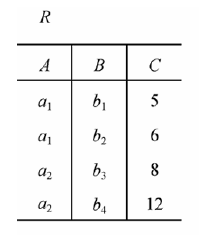 R
A B C
a₁ b₁ 5
a₁ b₂ 6
a₂ b₃ 8
a₂ b₄ 12